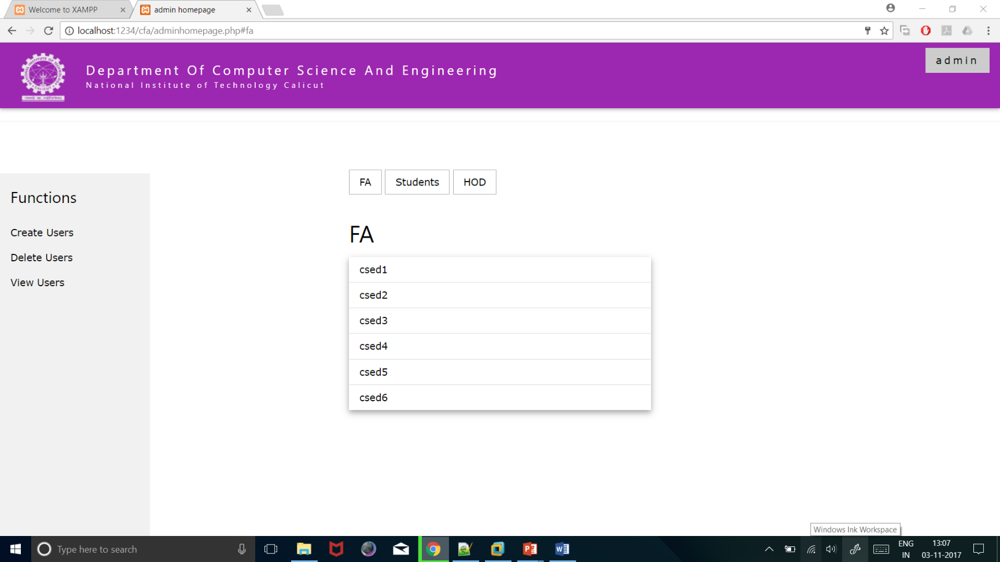 Welcome to XAMPP
admin homepage
localhost:1234/cfa/adminhomepage.php#fa
Department Of Computer Science And Engineering
National Institute of Technology Calicut
admin
FA
Students
HOD
Functions
Create Users
Delete Users
View Users
FA
csed1
csed2
csed3
csed4
csed5
csed6
Windows Ink Workspace
Type here to search
ENG
IN
13:07
03-11-2017